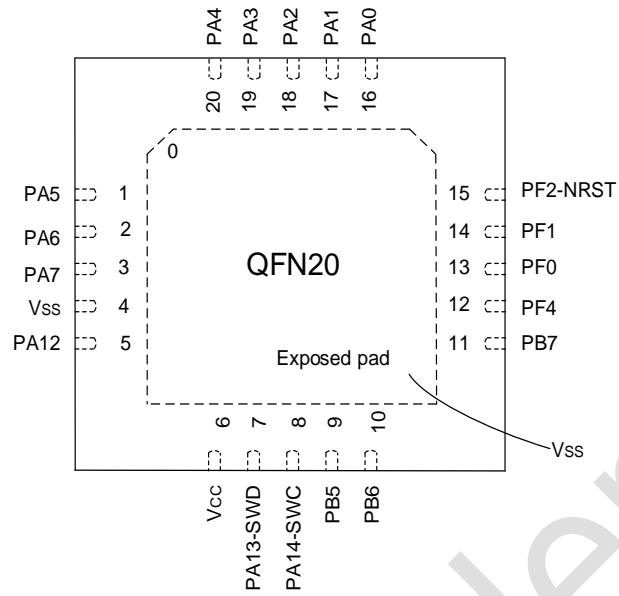 PA4
PA3
PA2
PA1
PA0
20
19
18
17
16
0
PA5 1
PA6 2
PA7 3
Vss 4
PA12 5
15 PF2-NRST
14 PF1
13 PF0
12 PF4
11 PB7
QFN20
Exposed pad
Vss
6
7
8
9
10
Vcc
PA13-SWD
PA14-SWC
PB5
PB6